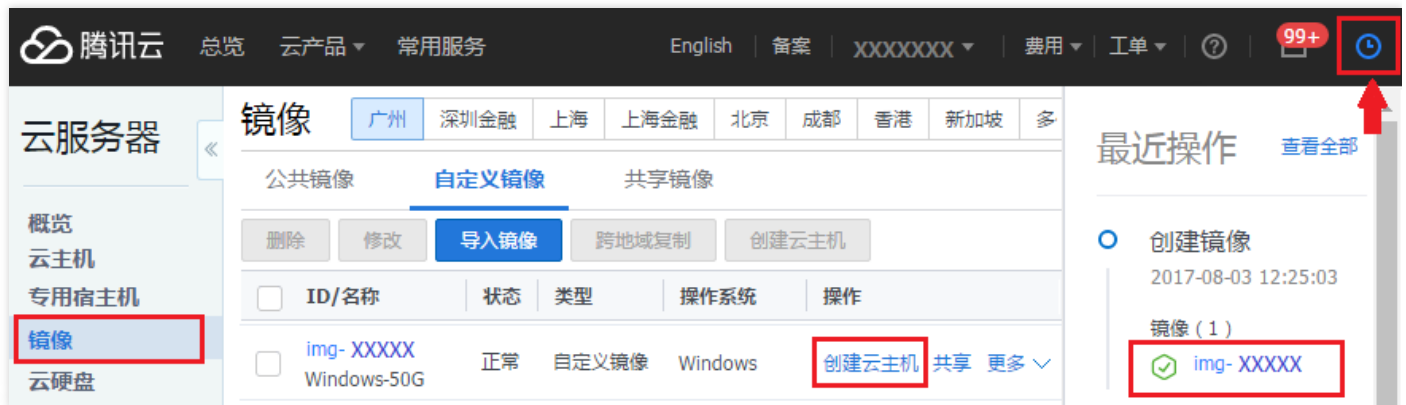 腾讯云 总览 云产品 常用服务 English 备案 XXXXXXX 费用 工单 ? 99+
云服务器
概览
云主机
专用宿主机
镜像
云硬盘
镜像 广州 深圳金融 上海 上海金融 北京 成都 香港 新加坡 多
公共镜像 自定义镜像 共享镜像
删除 修改 导入镜像 跨地域复制 创建云主机
ID/名称 状态 类型 操作系统 操作
img- XXXXX 正常 自定义镜像 Windows 创建云主机 共享 更多
Windows-50G
最近操作 查看全部
创建镜像
2017-08-03 12:25:03
镜像 ( 1 )
img- XXXXX